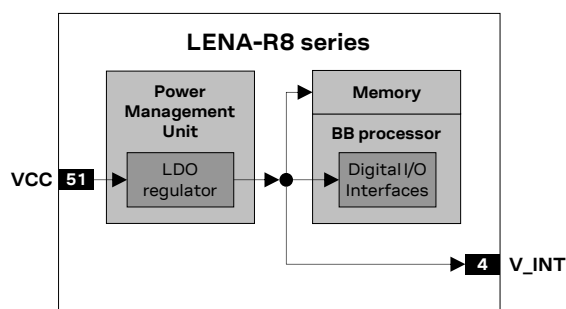 LENA-R8 series
Power
Management
Unit
Memory
BB processor
VCC 51
LDO
regulator
Digital I/O
Interfaces
4 V_INT